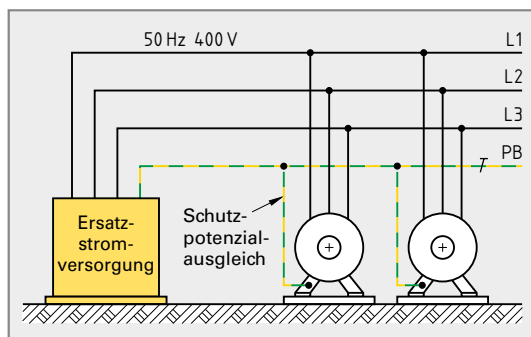 50 Hz 400 V
L1
L2
L3
PB
Ersatz-
strom-
versorgung
Schutz-
potenzial-
ausgleich